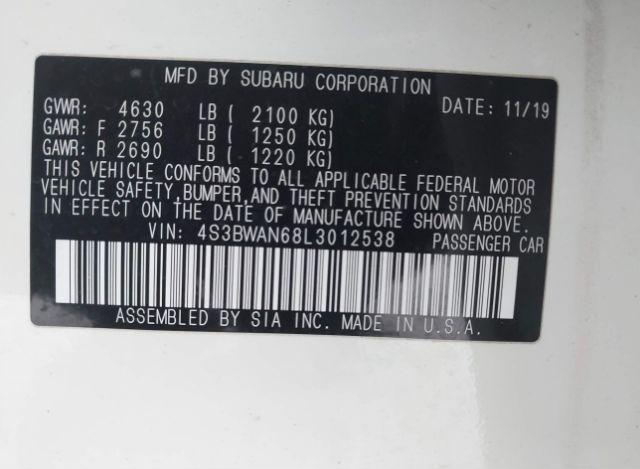 MFD BY SUBARU CORPORATION
DATE: 11/19
GVWR: 4630 LB ( 2100 KG)
GAWR: F 2756 LB ( 1250 KG)
GAWR: R 2690 LB ( 1220 KG)
THIS VEHICLE CONFORMS TO ALL APPLICABLE FEDERAL MOTOR
VEHICLE SAFETY,BUMPER,AND THEFT PREVENTION STANDARDS
IN EFFECT ON THE DATE OF MANUFACTURE SHOWN ABOVE.
VIN: 4S3BWAN68L3012538 PASSENGER CAR
ASSEMBLED BY SIA INC. MADE IN U.S.A.